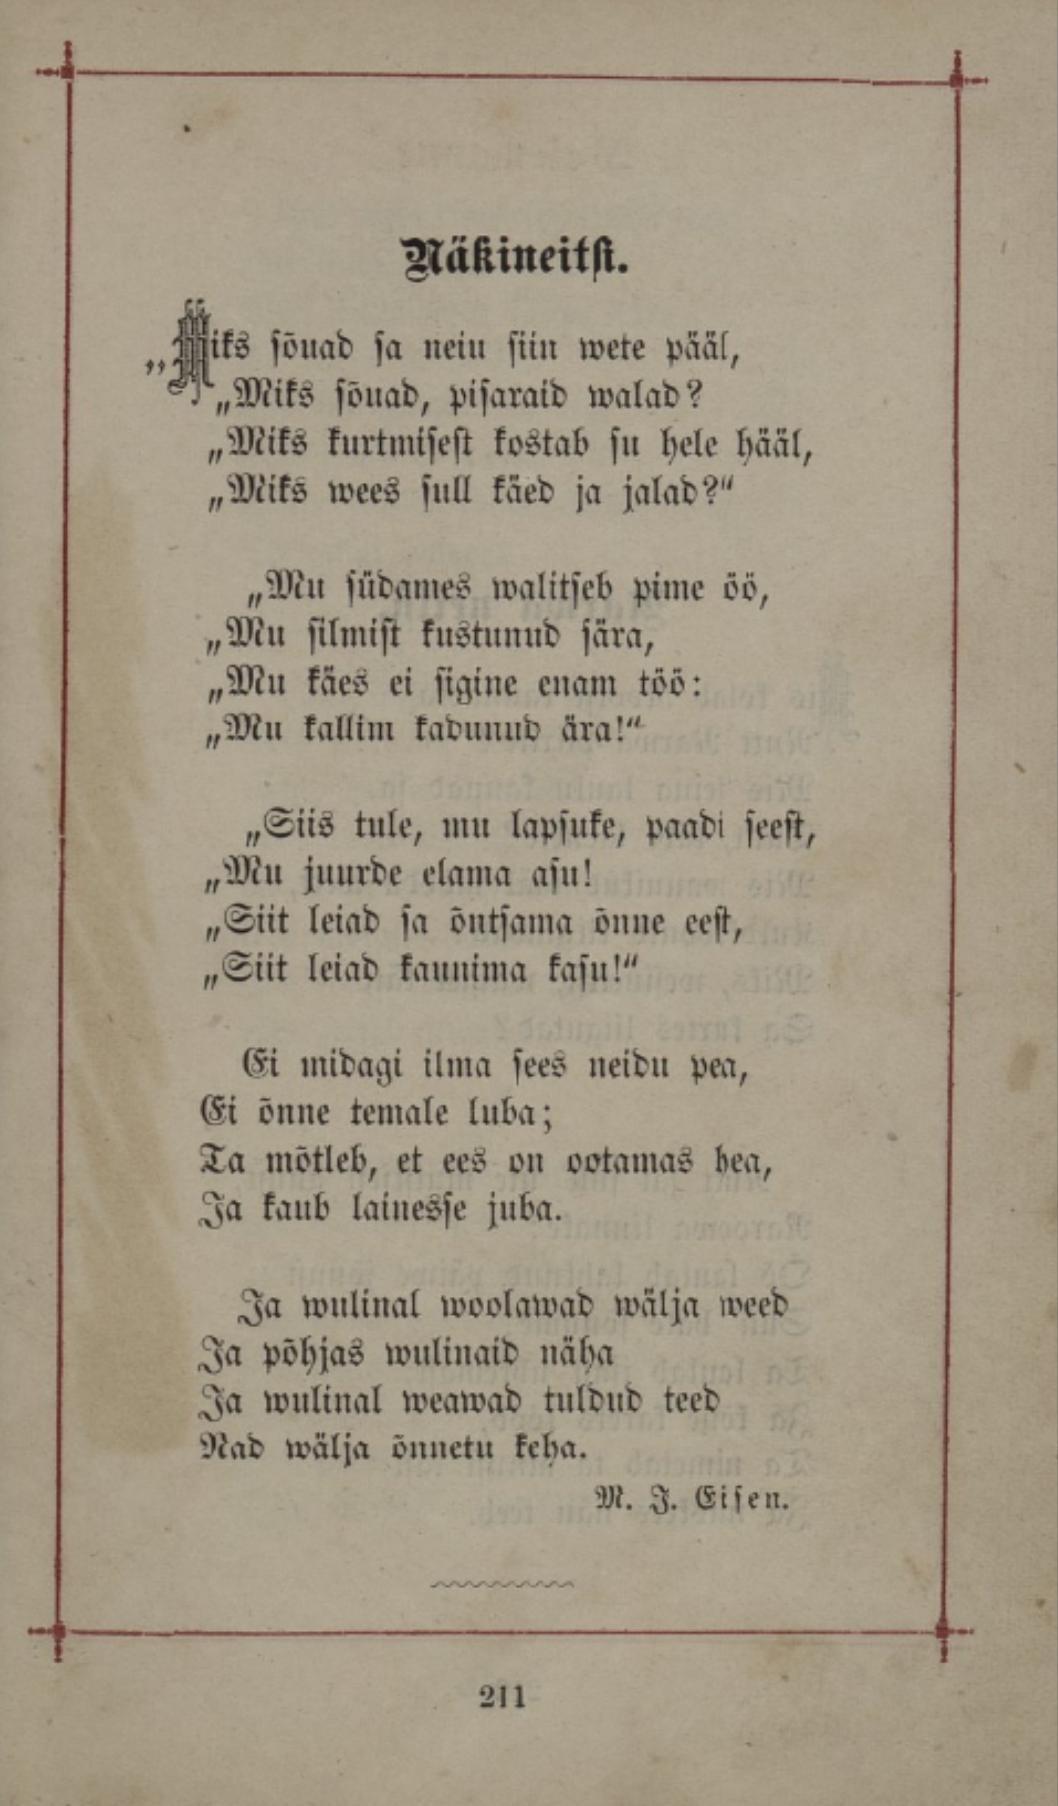 Näkineitsi.
„Miks sõuad sa neiu siin wete pääl,
„Miks sõuad, pisaraid walad?
„Miks kurtmisest kostab su hele hääl,
„Miks wees sull käed ja jalad?“
„Mu südames walitseb pime öö,
„Mu silmist kustunud sära,
„Mu käes ei sigine enam töö:
„Mu kallim kadunud ära!“
„Siis tule, mu lapsuke, paadi seest,
„Mu juurde elama asu!
„Siit leiad sa õntsama õnne eest,
„Siit leiad kaunima kasu!“
Ei midagi ilma sees neidu pea,
Ei õnne temale luba;
Ta mõtleb, et ees on ootamas hea,
Ja kaub lainesse juba.
Ja wulinal woolawad wälja weed
Ja põhjas wulinaid näha
Ja wulinal weawad tuldud teed
Nad wälja õnnetu keha.
M. J. Eisen.
211